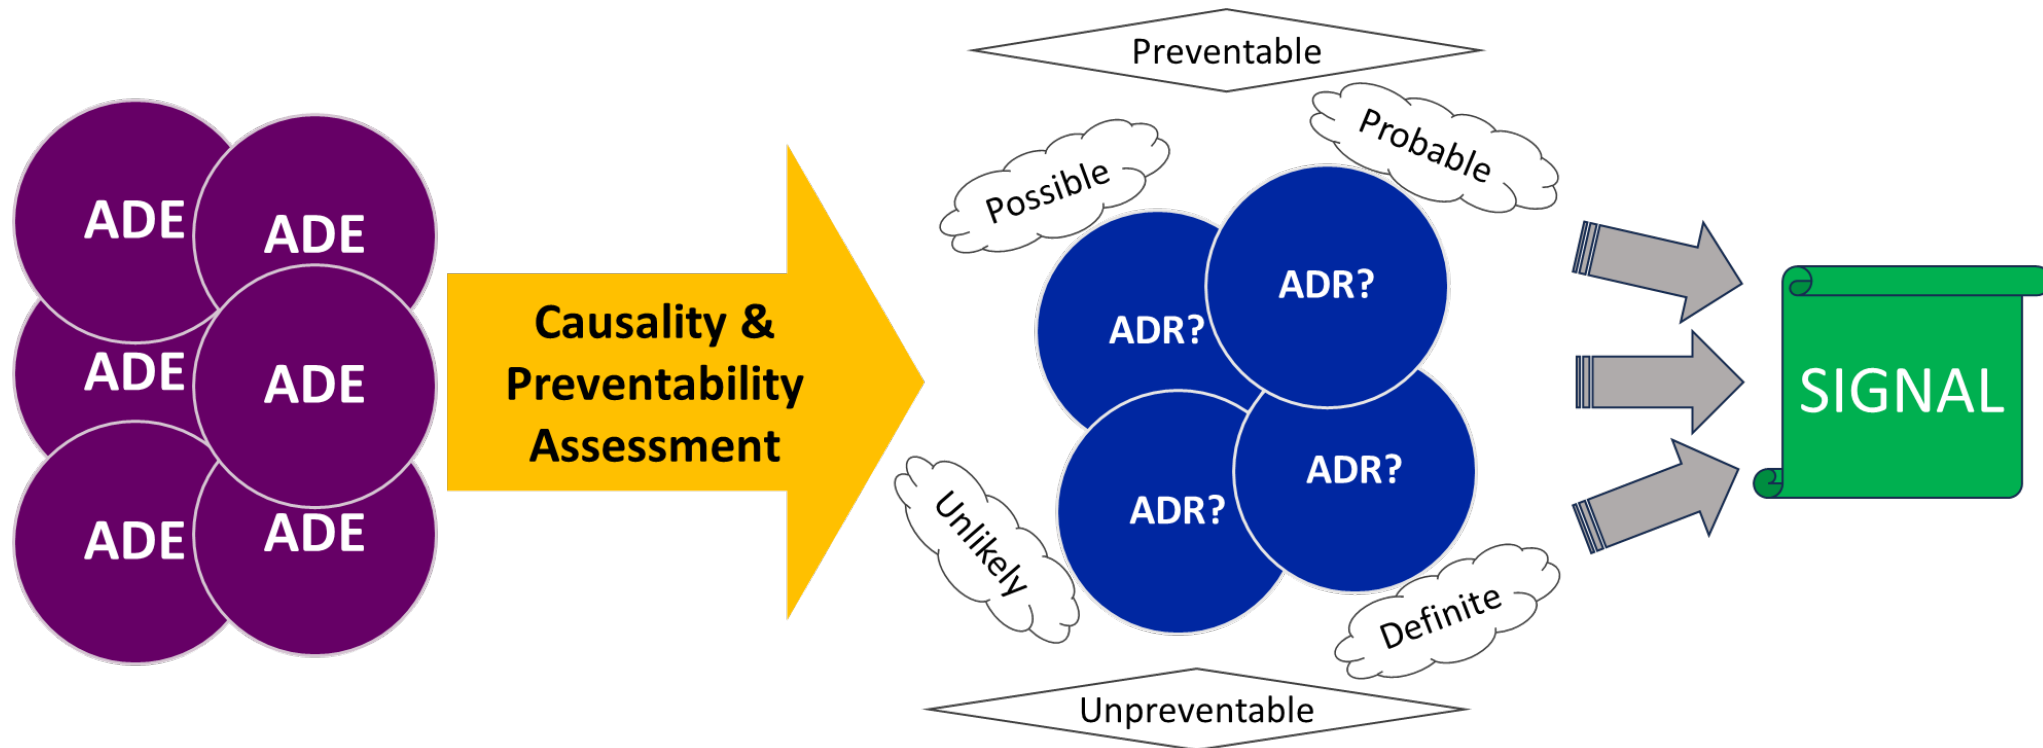 ADE
ADE
ADE
ADE
ADE
ADE
Causality &
Preventability
Assessment
Preventable
Possible
Probable
ADR?
ADR?
ADR?
ADR?
Unlikely
Definite
Unpreventable
SIGNAL